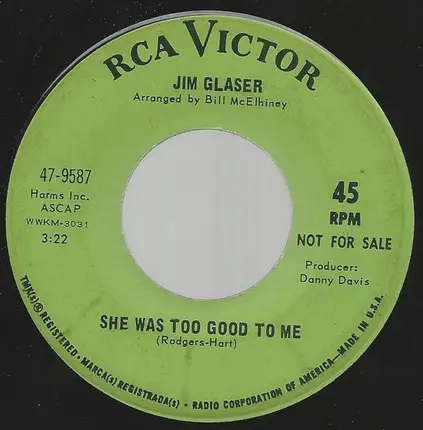 RCA VICTOR
JIM GLASER
Arranged by Bill McElhiney
47-9587
Harms Inc.
ASCAP
WWKM-3031
3:22
45
RPM
NOT FOR SALE
Producer:
Danny Davis
SHE WAS TOO GOOD TO ME
(Rodgers-Hart)
TMK(s) ® REGISTERED • MARCA(s) REGISTRADA(s) • RADIO CORPORATION OF AMERICA—MADE IN U.S.A.